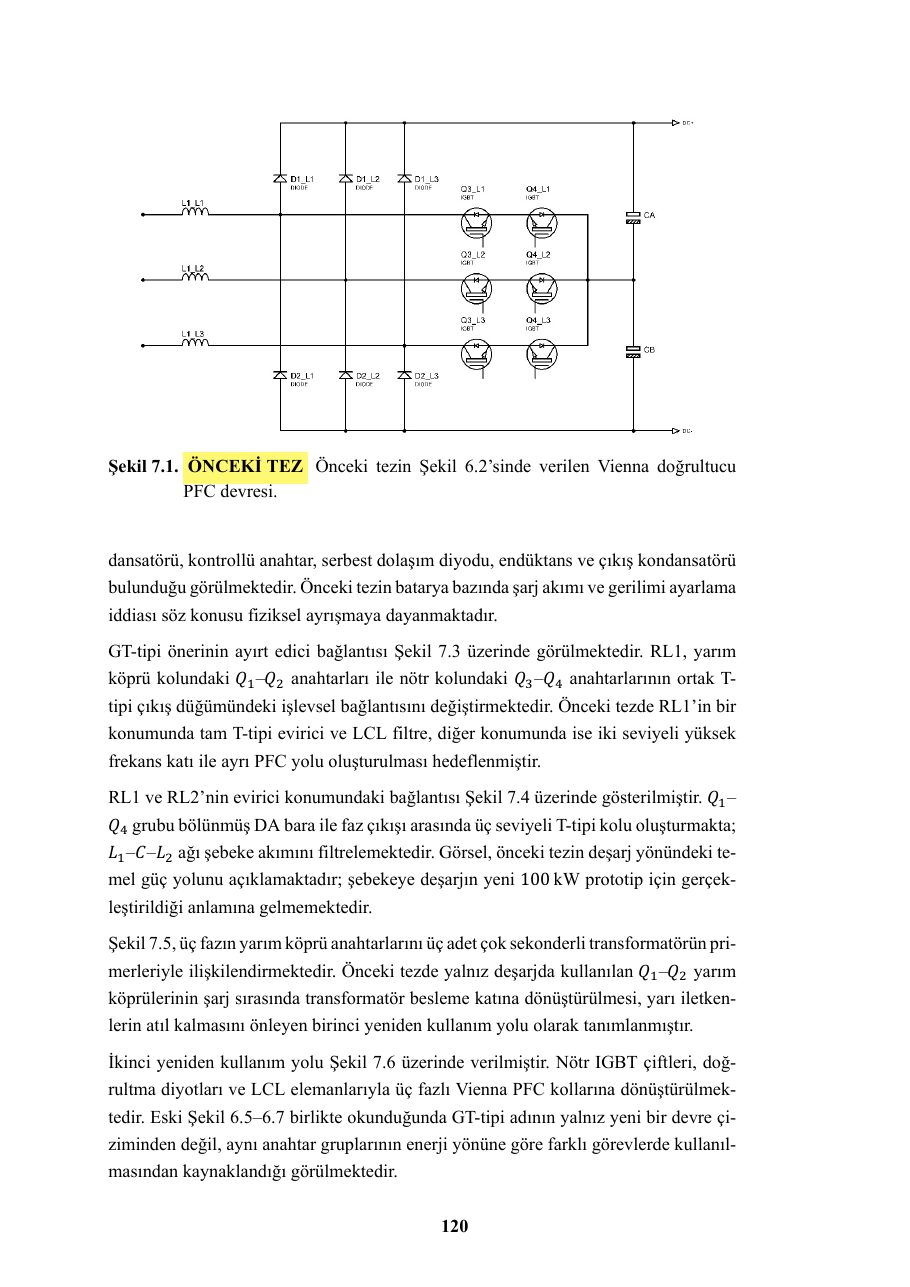 DC+
D1_L1
DIODE
D1_L2
DIODE
D1_L3
DIODE
Q3_L1
IGBT
Q4_L1
IGBT
L1_L1
CA
Q3_L2
IGBT
Q4_L2
IGBT
L1_L2
Q3_L3
IGBT
Q4_L3
IGBT
L1_L3
CB
D2_L1
DIODE
D2_L2
DIODE
D2_L3
DIODE
DC-
Şekil 7.1. ÖNCEKİ TEZ Önceki tezin Şekil 6.2’sinde verilen Vienna doğrultucu
PFC devresi.
dansatörü, kontrollü anahtar, serbest dolaşım diyodu, endüktans ve çıkış kondansatörü
bulunduğu görülmektedir. Önceki tezin batarya bazında şarj akımı ve gerilimi ayarlama
iddiası söz konusu fiziksel ayrışmaya dayanmaktadır.
GT-tipi önerinin ayırt edici bağlantısı Şekil 7.3 üzerinde görülmektedir. RL1, yarım
köprü kolundaki Q₁–Q₂ anahtarları ile nötr kolundaki Q₃–Q₄ anahtarlarının ortak T-
tipi çıkış düğümündeki işlevsel bağlantısını değiştirmektedir. Önceki tezde RL1’in bir
konumunda tam T-tipi evirici ve LCL filtre, diğer konumunda ise iki seviyeli yüksek
frekans katı ile ayrı PFC yolu oluşturulması hedeflenmiştir.
RL1 ve RL2’nin evirici konumundaki bağlantısı Şekil 7.4 üzerinde gösterilmiştir. Q₁–
Q₄ grubu bölünmüş DA bara ile faz çıkışı arasında üç seviyeli T-tipi kolu oluşturmakta;
L₁–C–L₂ ağı şebeke akımını filtrelemektedir. Görsel, önceki tezin deşarj yönündeki te-
mel güç yolunu açıklamaktadır; şebekeye deşarjın yeni 100 kW prototip için gerçek-
leştirildiği anlamına gelmemektedir.
Şekil 7.5, üç fazın yarım köprü anahtarlarını üç adet çok sekonderli transformatörün pri-
merleriyle ilişkilendirmektedir. Önceki tezde yalnız deşarjda kullanılan Q₁–Q₂ yarım
köprülerinin şarj sırasında transformatör besleme katına dönüştürülmesi, yarı iletken-
lerin atıl kalmasını önleyen birinci yeniden kullanım yolu olarak tanımlanmıştır.
İkinci yeniden kullanım yolu Şekil 7.6 üzerinde verilmiştir. Nötr IGBT çiftleri, doğ-
rultma diyotları ve LCL elemanlarıyla üç fazlı Vienna PFC kollarına dönüştürülmek-
tedir. Eski Şekil 6.5–6.7 birlikte okunduğunda GT-tipi adının yalnız yeni bir devre çi-
ziminden değil, aynı anahtar gruplarının enerji yönüne göre farklı görevlerde kullanıl-
masından kaynaklandığı görülmektedir.
120